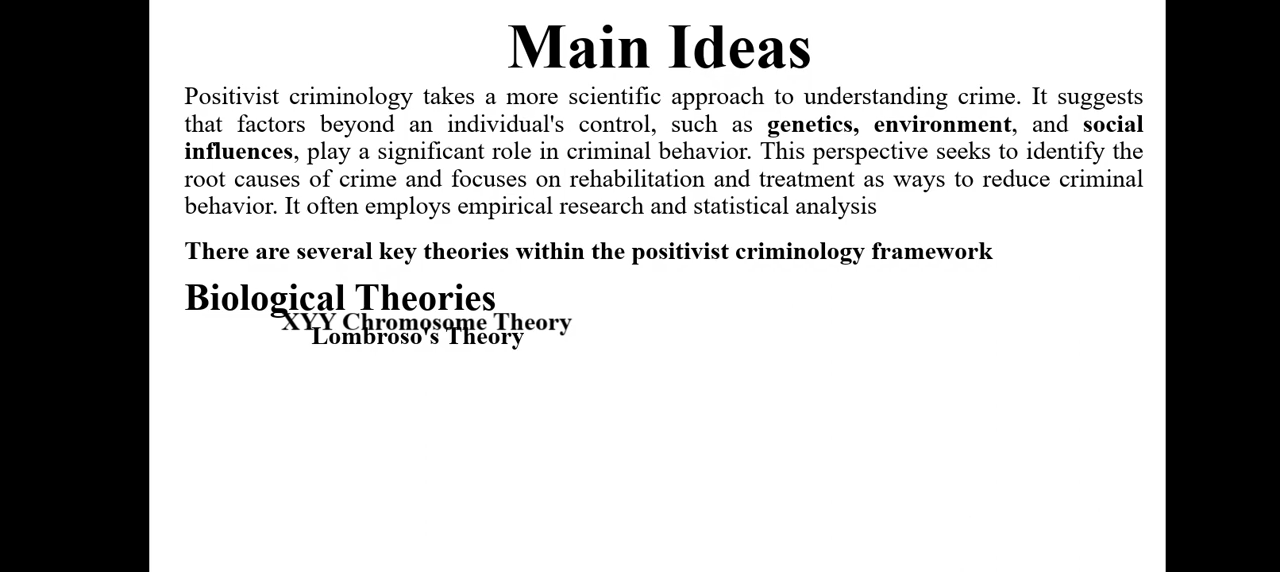 Main Ideas
Positivist criminology takes a more scientific approach to understanding crime. It suggests
that factors beyond an individual's control, such as genetics, environment, and social
influences, play a significant role in criminal behavior. This perspective seeks to identify the
root causes of crime and focuses on rehabilitation and treatment as ways to reduce criminal
behavior. It often employs empirical research and statistical analysis
There are several key theories within the positivist criminology framework
Biological Theories
XYY Chromosome Theory
Lombroso's Theory